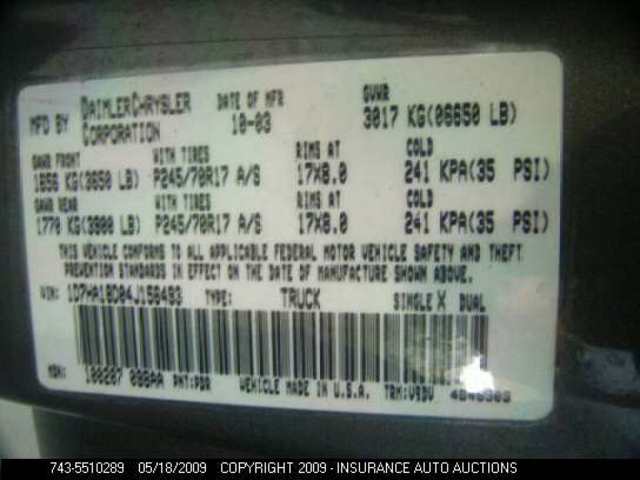 MFD BY DAIMLERCHRYSLER CORPORATION DATE OF MFR 10-03 GVWR 3017 KG(06650 LB)
GAWR FRONT WITH TIRES RIMS AT COLD
1656 KG(3650 LB) P245/70R17 A/S 17X8.0 241 KPA(35 PSI)
GAWR REAR WITH TIRES RIMS AT COLD
1770 KG(3900 LB) P245/70R17 A/S 17X8.0 241 KPA(35 PSI)
THIS VEHICLE CONFORMS TO ALL APPLICABLE FEDERAL MOTOR VEHICLE SAFETY AND THEFT
PREVENTION STANDARDS IN EFFECT ON THE DATE OF MANUFACTURE SHOWN ABOVE.
VIN: TYPE: TRUCK SINGLE X DUAL
MDH: PNT:PDR VEHICLE MADE IN U.S.A.
743-5510289 05/18/2009 COPYRIGHT 2009 - INSURANCE AUTO AUCTIONS